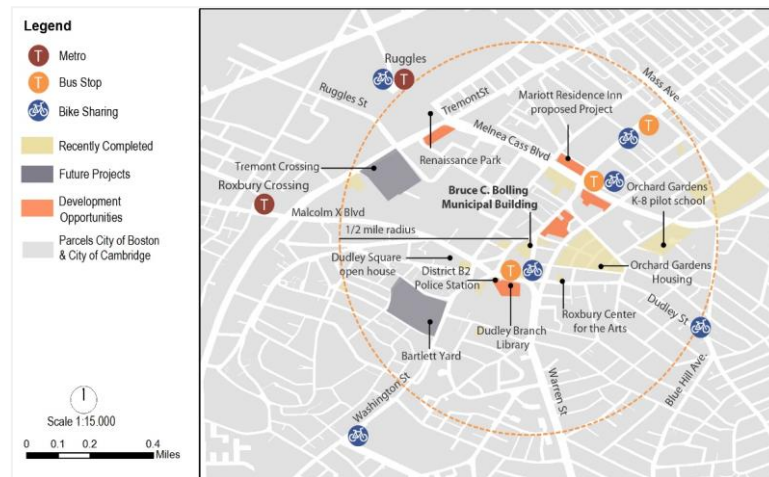 Legend
T
Metro
T
Bus Stop
Bike Sharing
Recently Completed
Future Projects
Development
Opportunities
Parcels City of Boston
& City of Cambridge
Scale 1:15.000
0
0.1
0.2
0.4
Miles
Ruggles
T
Ruggles St
TremontSt
Mass Ave
Mariott Residence Inn
proposed Project
T
Melnea Cass Blvd
Renaissance Park
Tremont Crossing
Roxbury Crossing
T
Malcolm X Blvd
T
Orchard Gardens
K-8 pilot school
Bruce C. Bolling
Municipal Building
1/2 mile radius
Dudley Square
open house
District B2
Police Station
T
Orchard Gardens
Housing
Roxbury Center
for the Arts
Dudley St
Dudley Branch
Library
Bartlett Yard
Washington St
Warren St
Blue Hill Ave.